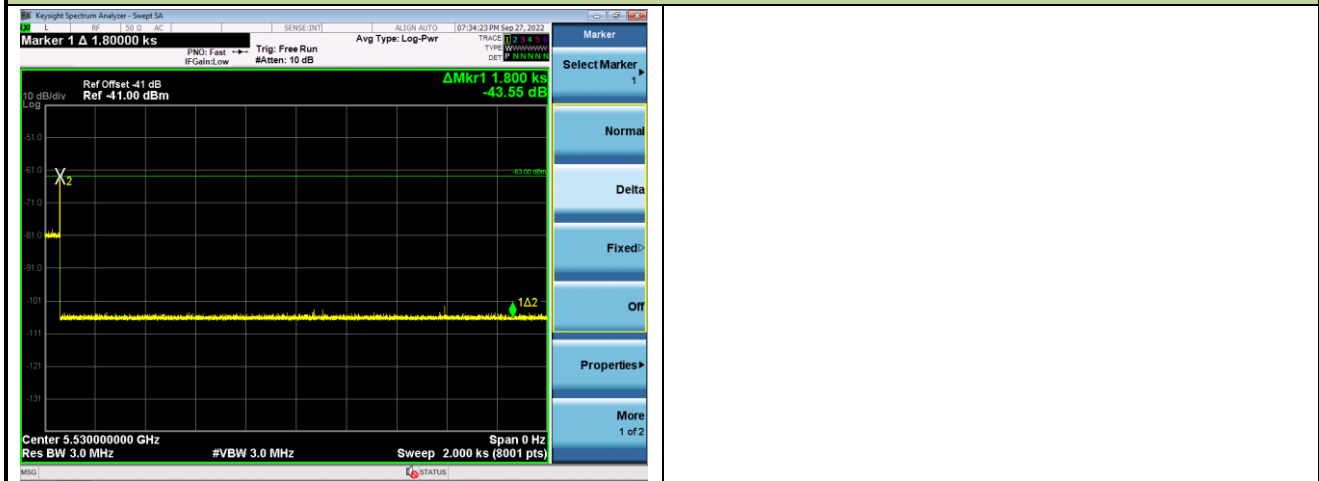 Keysight Spectrum Analyzer - Swept SA
L RF 50 Ω AC SENSE:INT ALIGN AUTO 07:34:23 PM Sep 27, 2022
Marker 1 Δ 1.80000 ks
PNO: Fast
IFGain:Low
Trig: Free Run
#Atten: 10 dB
Avg Type: Log-Pwr
TRACE 1 2 3 4 5 6
TYPE WWWWWW
DET P N N N N N
Ref Offset -41 dB
10 dB/div Ref -41.00 dBm
Log
ΔMkr1 1.800 ks
-43.55 dB
-51.0
-61.0
-63.00 dBm
X2
-71.0
-81.0
-91.0
-101
1Δ2
-111
-121
-131
Center 5.530000000 GHz Span 0 Hz
Res BW 3.0 MHz #VBW 3.0 MHz Sweep 2.000 ks (8001 pts)
MSG STATUS
Marker
Select Marker
1
Normal
Delta
Fixed
Off
Properties
More
1 of 2